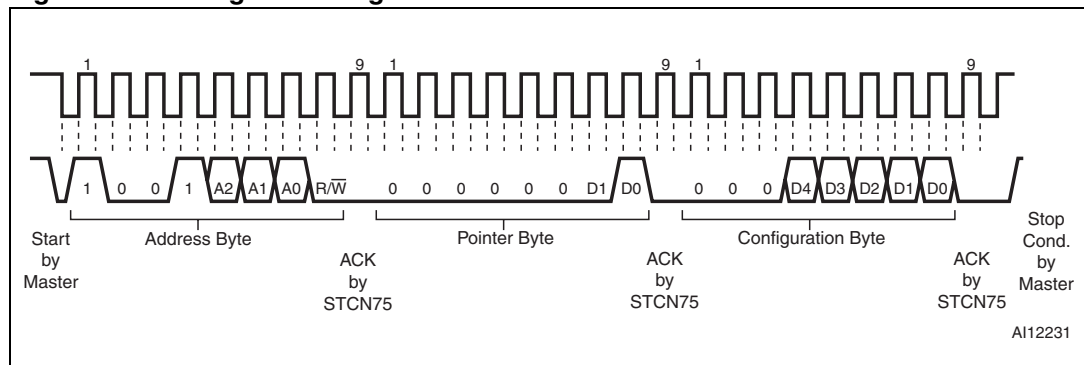 1 9 1 9 1 9
1 0 0 1 A2 A1 A0 R/W 0 0 0 0 0 0 D1 D0 0 0 0 D4 D3 D2 D1 D0
Start
by
Master
Address Byte
ACK
by
STCN75
Pointer Byte
ACK
by
STCN75
Configuration Byte
ACK
by
STCN75
Stop
Cond.
by
Master
AI12231